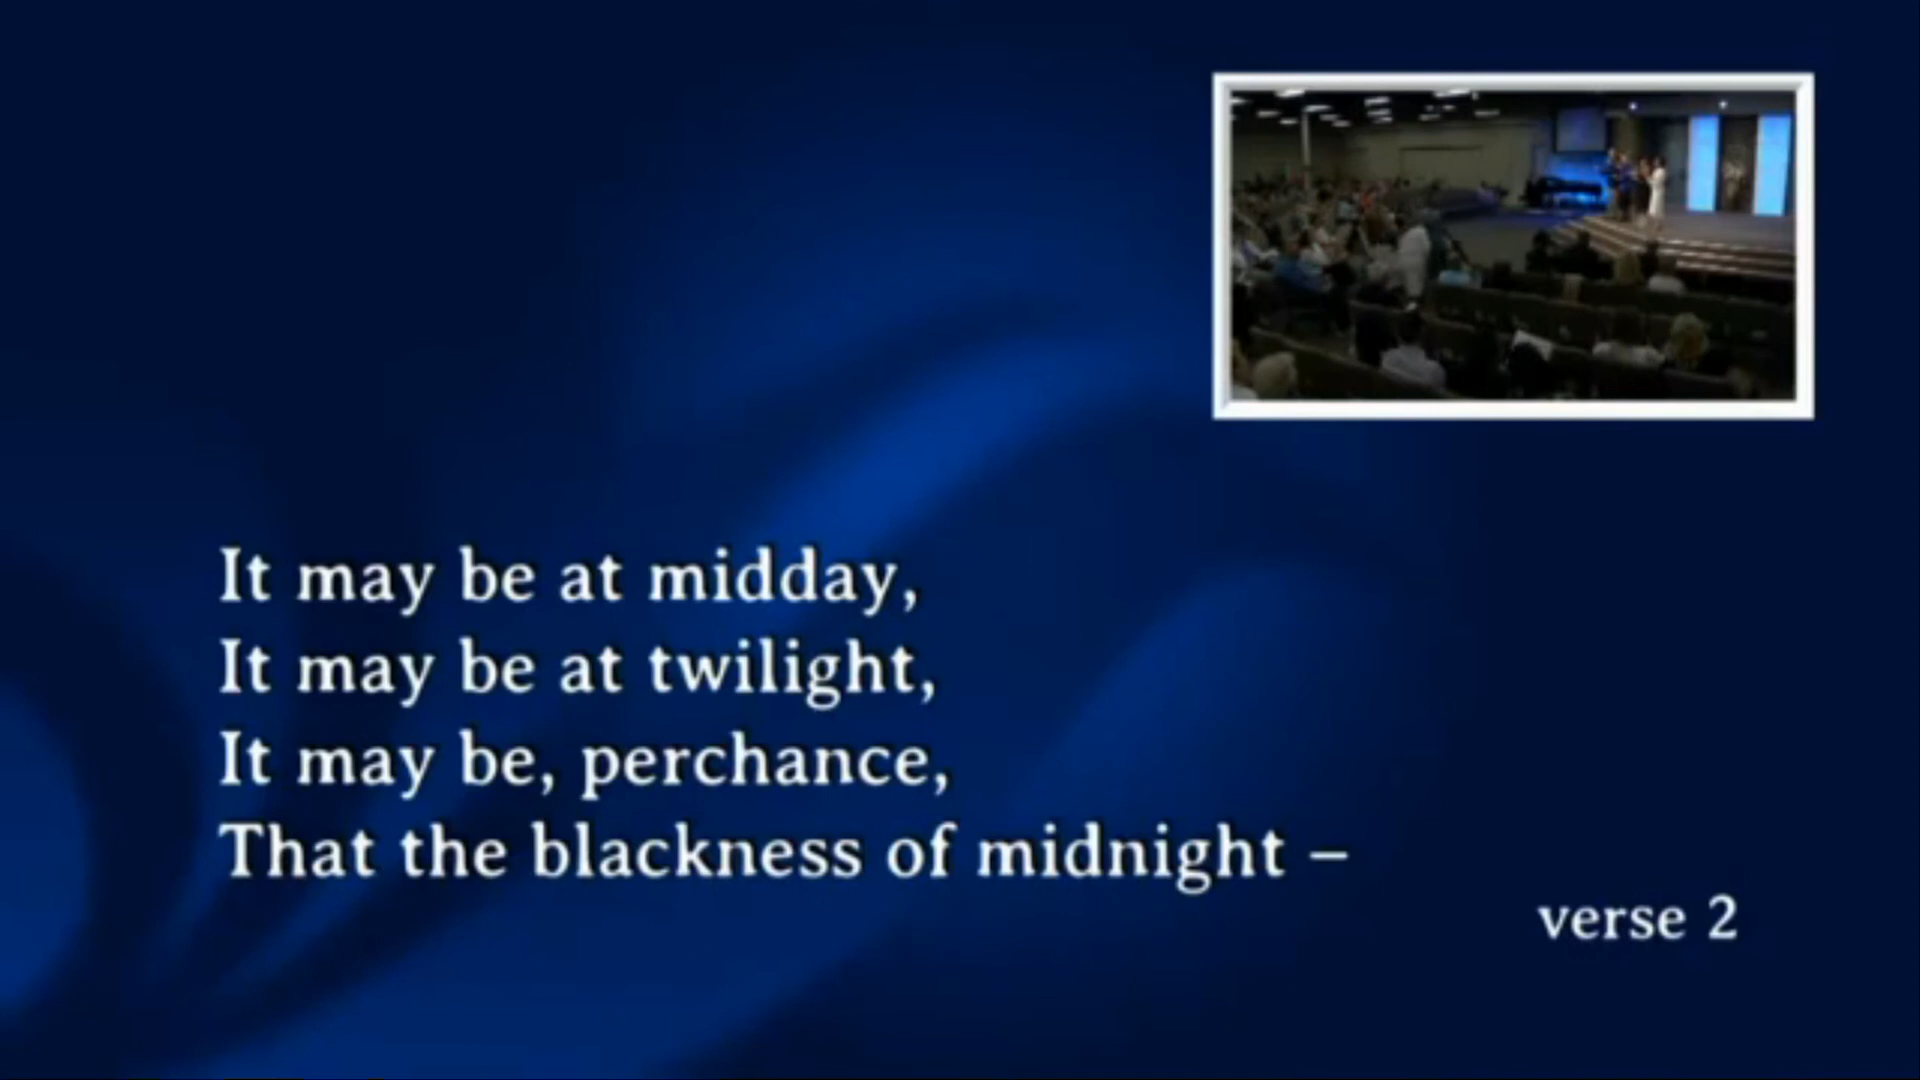 It may be at midday,
It may be at twilight,
It may be, perchance,
That the blackness of midnight –
verse 2